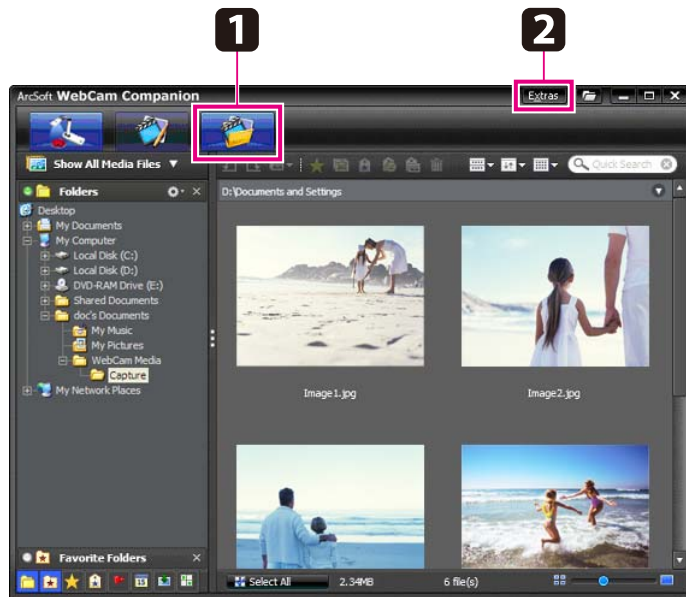 1
2
ArcSoft WebCam Companion
Extras
Show All Media Files
Quick Search
Folders
D:\Documents and Settings
Desktop
My Documents
My Computer
Local Disk (C:)
Local Disk (D:)
DVD-RAM Drive (E:)
Shared Documents
doc's Documents
My Music
My Pictures
WebCam Media
Capture
My Network Places
Image1.jpg
Image2.jpg
Favorite Folders
Select All
2.34MB
6 file(s)